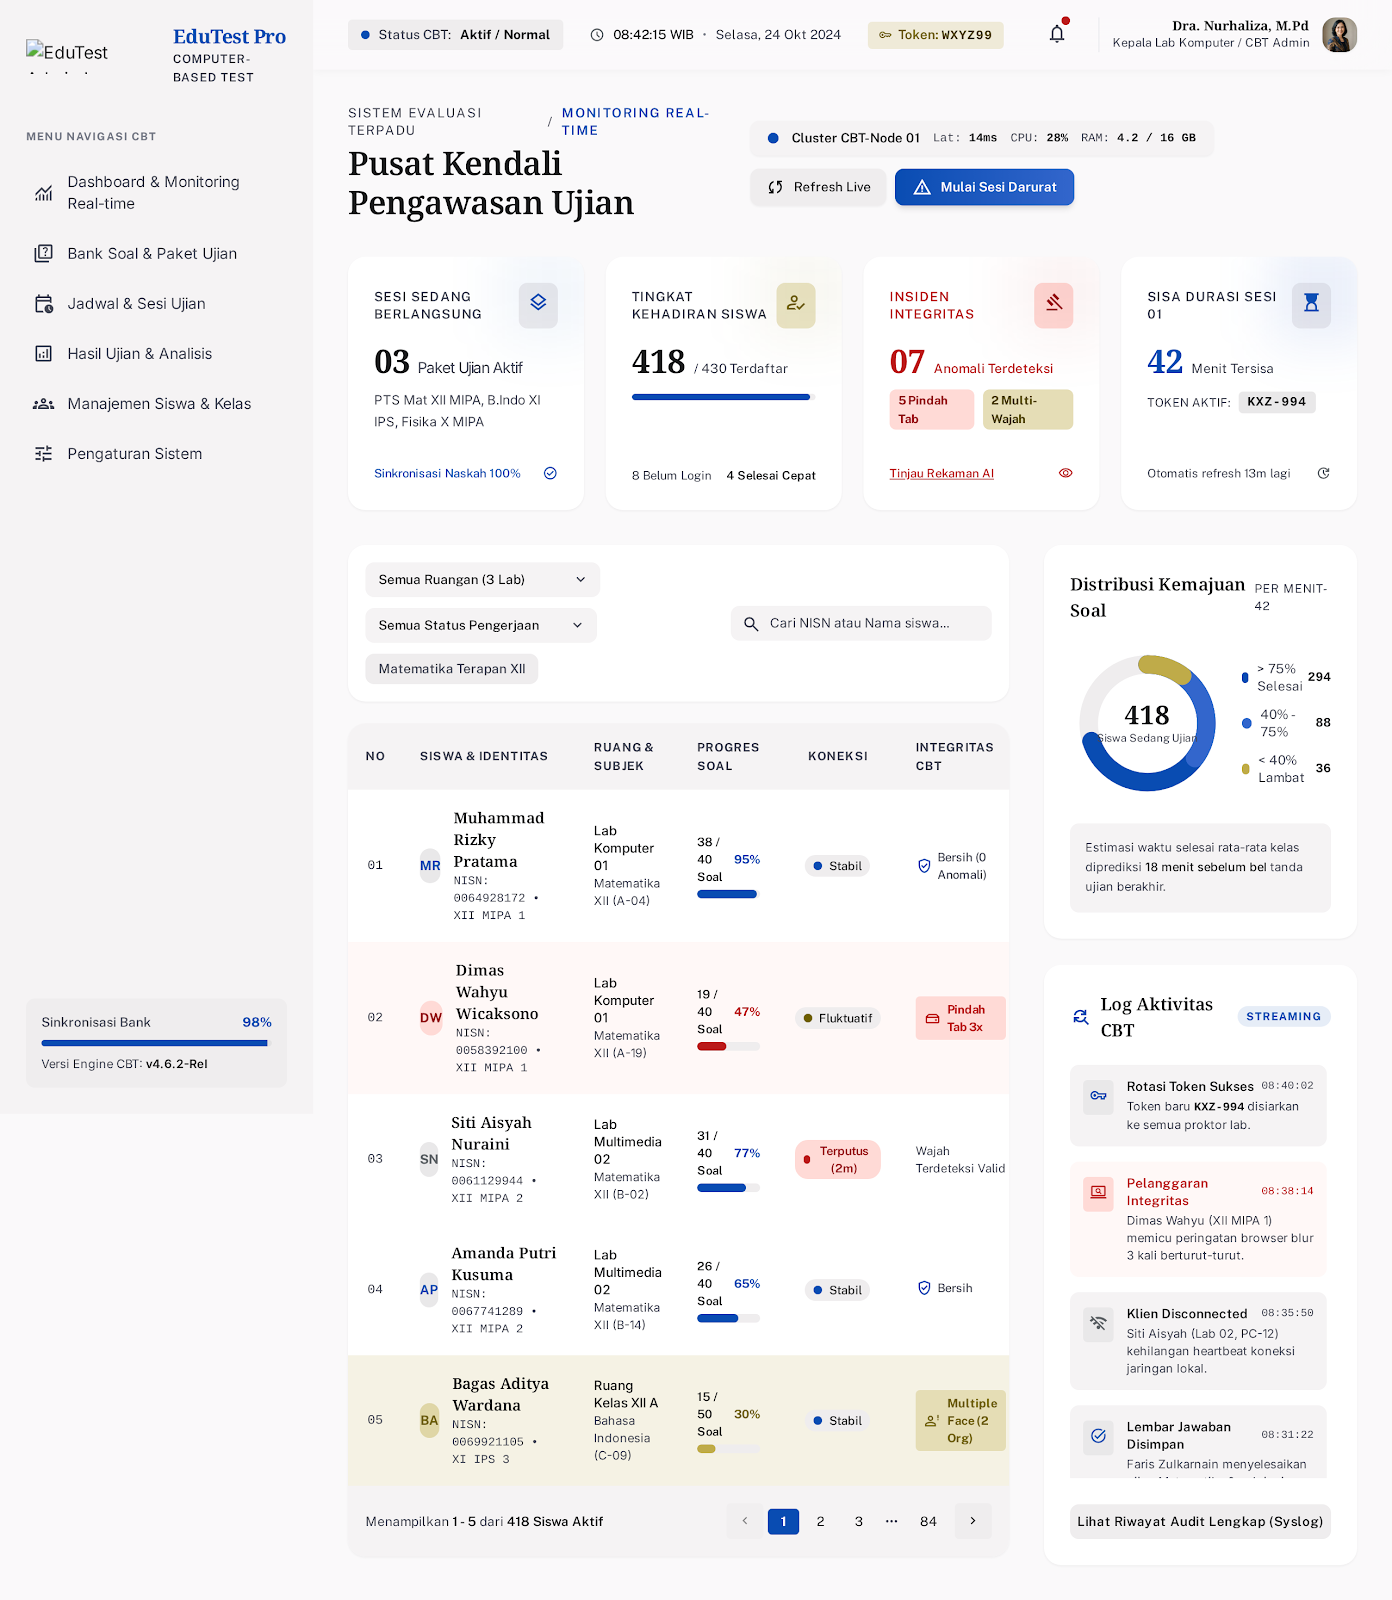 EduTest
EduTest Pro
COMPUTER-
BASED TEST
MENU NAVIGASI CBT
Dashboard & Monitoring
Real-time
Bank Soal & Paket Ujian
Jadwal & Sesi Ujian
Hasil Ujian & Analisis
Manajemen Siswa & Kelas
Pengaturan Sistem
Sinkronisasi Bank 98%
Versi Engine CBT: v4.6.2-Rel
Status CBT: Aktif / Normal
08:42:15 WIB • Selasa, 24 Okt 2024
Token: WXYZ99
Dra. Nurhaliza, M.Pd
Kepala Lab Komputer / CBT Admin
SISTEM EVALUASI
TERPADU
/ MONITORING REAL-
TIME
Pusat Kendali
Pengawasan Ujian
Cluster CBT-Node 01 Lat: 14ms CPU: 28% RAM: 4.2 / 16 GB
Refresh Live
Mulai Sesi Darurat
SESI SEDANG
BERLANGSUNG
03 Paket Ujian Aktif
PTS Mat XII MIPA, B.Indo XI
IPS, Fisika X MIPA
Sinkronisasi Naskah 100%
TINGKAT
KEHADIRAN SISWA
418 / 430 Terdaftar
8 Belum Login 4 Selesai Cepat
INSIDEN
INTEGRITAS
07 Anomali Terdeteksi
5 Pindah
Tab
2 Multi-
Wajah
Tinjau Rekaman AI
SISA DURASI SESI
01
42 Menit Tersisa
TOKEN AKTIF: KXZ-994
Otomatis refresh 13m lagi
Semua Ruangan (3 Lab)
Semua Status Pengerjaan
Matematika Terapan XII
Cari NISN atau Nama siswa...
NO
SISWA & IDENTITAS
RUANG &
SUBJEK
PROGRES
SOAL
KONEKSI
INTEGRITAS
CBT
01
MR
Muhammad
Rizky
Pratama
NISN:
0064928172 •
XII MIPA 1
Lab
Komputer
01
Matematika
XII (A-04)
38 /
40
Soal
95%
Stabil
Bersih (0
Anomali)
02
DW
Dimas
Wahyu
Wicaksono
NISN:
0058392100 •
XII MIPA 1
Lab
Komputer
01
Matematika
XII (A-19)
19 /
40
Soal
47%
Fluktuatif
Pindah
Tab 3x
03
SN
Siti Aisyah
Nuraini
NISN:
0061129944 •
XII MIPA 2
Lab
Multimedia
02
Matematika
XII (B-02)
31 /
40
Soal
77%
Terputus
(2m)
Wajah
Terdeteksi Valid
04
AP
Amanda Putri
Kusuma
NISN:
0067741289 •
XII MIPA 2
Lab
Multimedia
02
Matematika
XII (B-14)
26 /
40
Soal
65%
Stabil
Bersih
05
BA
Bagas Aditya
Wardana
NISN:
0069921105 •
XI IPS 3
Ruang
Kelas XII A
Bahasa
Indonesia
(C-09)
15 /
50
Soal
30%
Stabil
Multiple
Face (2
Org)
Menampilkan 1 - 5 dari 418 Siswa Aktif
1 2 3 ... 84
Distribusi Kemajuan
Soal
PER MENIT-
42
418
Siswa Sedang Ujian
> 75%
Selesai
294
40% -
75%
88
< 40%
Lambat
36
Estimasi waktu selesai rata-rata kelas
diprediksi 18 menit sebelum bel tanda
ujian berakhir.
Log Aktivitas
CBT
STREAMING
Rotasi Token Sukses 08:40:02
Token baru KXZ-994 disiarkan
ke semua proktor lab.
Pelanggaran
Integritas
08:38:14
Dimas Wahyu (XII MIPA 1)
memicu peringatan browser blur
3 kali berturut-turut.
Klien Disconnected 08:35:50
Siti Aisyah (Lab 02, PC-12)
kehilangan heartbeat koneksi
jaringan lokal.
Lembar Jawaban
Disimpan
08:31:22
Faris Zulkarnain menyelesaikan
Lihat Riwayat Audit Lengkap (Syslog)